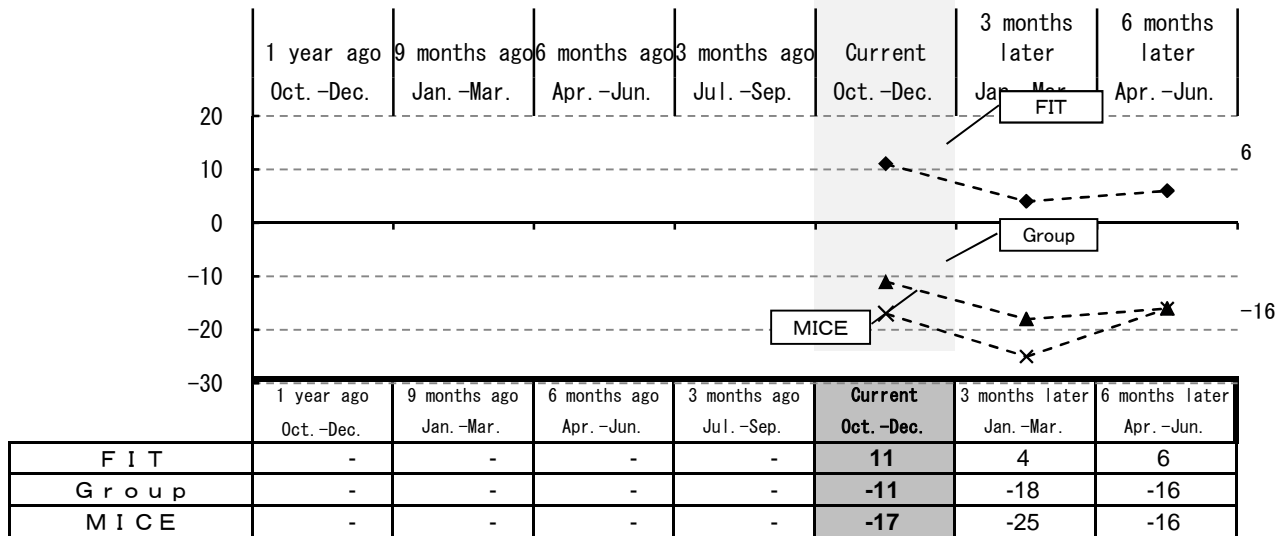 1 year ago 9 months ago 6 months ago 3 months ago Current 3 months later 6 months later
Oct.-Dec. Jan.-Mar. Apr.-Jun. Jul.-Sep. Oct.-Dec. Jan.-Mar. Apr.-Jun.
20
FIT
10
6
0
Group
-10
-16
-20
MICE
-30
1 year ago 9 months ago 6 months ago 3 months ago Current 3 months later 6 months later
Oct.-Dec. Jan.-Mar. Apr.-Jun. Jul.-Sep. Oct.-Dec. Jan.-Mar. Apr.-Jun.
ＦＩＴ - - - - 11 4 6
Ｇｒｏｕｐ - - - - -11 -18 -16
ＭＩＣＥ - - - - -17 -25 -16